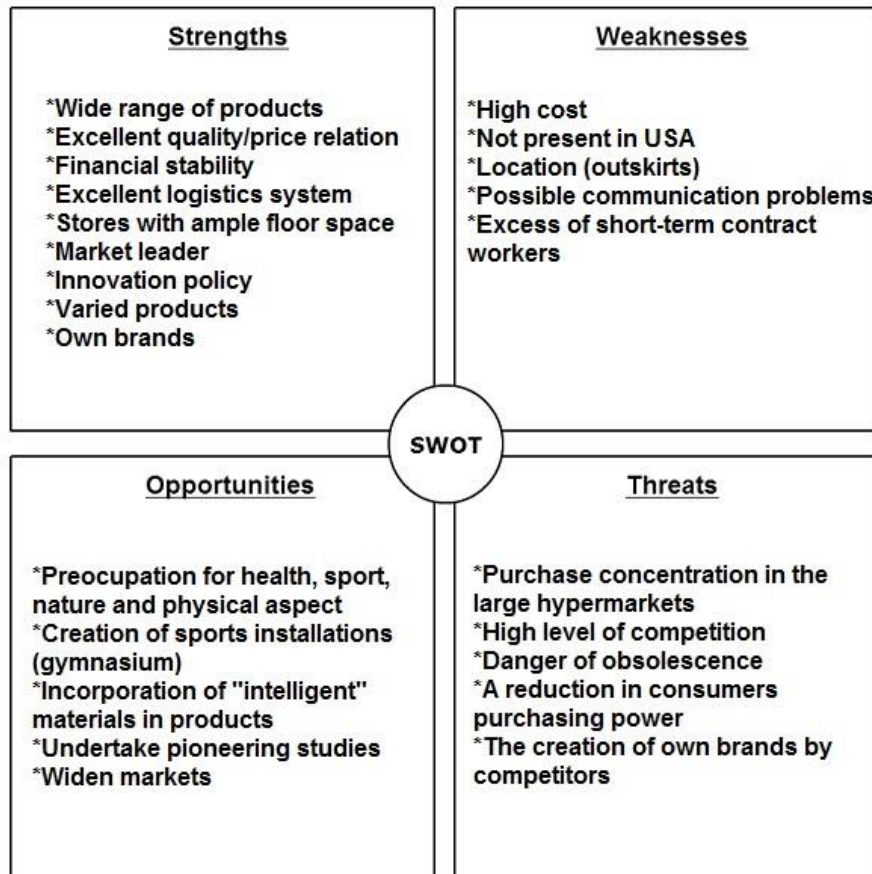 Strengths
*Wide range of products
*Excellent quality/price relation
*Financial stability
*Excellent logistics system
*Stores with ample floor space
*Market leader
*Innovation policy
*Varied products
*Own brands
Weaknesses
*High cost
*Not present in USA
*Location (outskirts)
*Possible communication problems
*Excess of short-term contract
workers
SWOT
Opportunities
*Preocupation for health, sport,
nature and physical aspect
*Creation of sports installations
(gymnasium)
*Incorporation of "intelligent"
materials in products
*Undertake pioneering studies
*Widen markets
Threats
*Purchase concentration in the
large hypermarkets
*High level of competition
*Danger of obsolescence
*A reduction in consumers
purchasing power
*The creation of own brands by
competitors